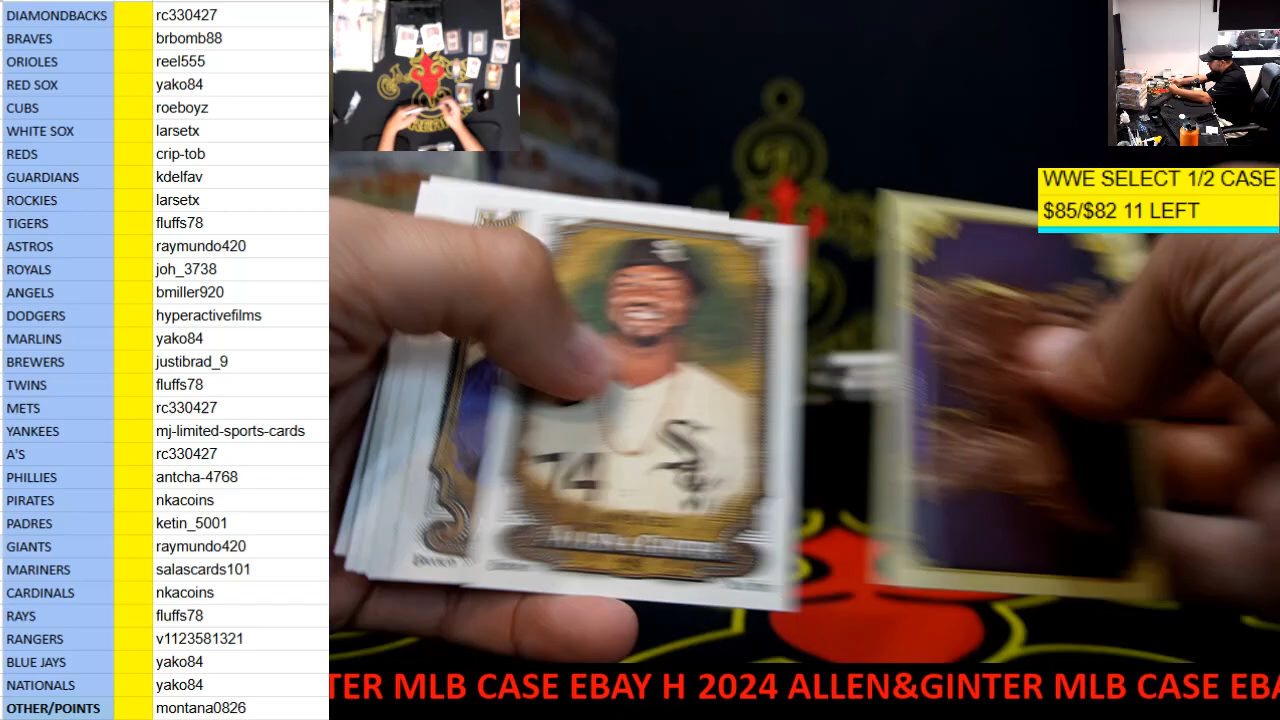 DIAMONDBACKS rc330427
BRAVES brbomb88
ORIOLES reel555
RED SOX yako84
CUBS roeboyz
WHITE SOX larsetx
REDS crip-tob
GUARDIANS kdelfav
ROCKIES larsetx
TIGERS fluffs78
ASTROS raymundo420
ROYALS joh_3738
ANGELS bmiller920
DODGERS hyperactivefilms
MARLINS yako84
BREWERS justibrad_9
TWINS fluffs78
METS rc330427
YANKEES mj-limited-sports-cards
A'S rc330427
PHILLIES antcha-4768
PIRATES nkacoins
PADRES ketin_5001
GIANTS raymundo420
MARINERS salascards101
CARDINALS nkacoins
RAYS fluffs78
RANGERS v1123581321
BLUE JAYS yako84
NATIONALS yako84
OTHER/POINTS montana0826
WWE SELECT 1/2 CASE
$85/$82 11 LEFT
74
Sox
TER MLB CASE EBAY H 2024 ALLEN&GINTER MLB CASE EBA